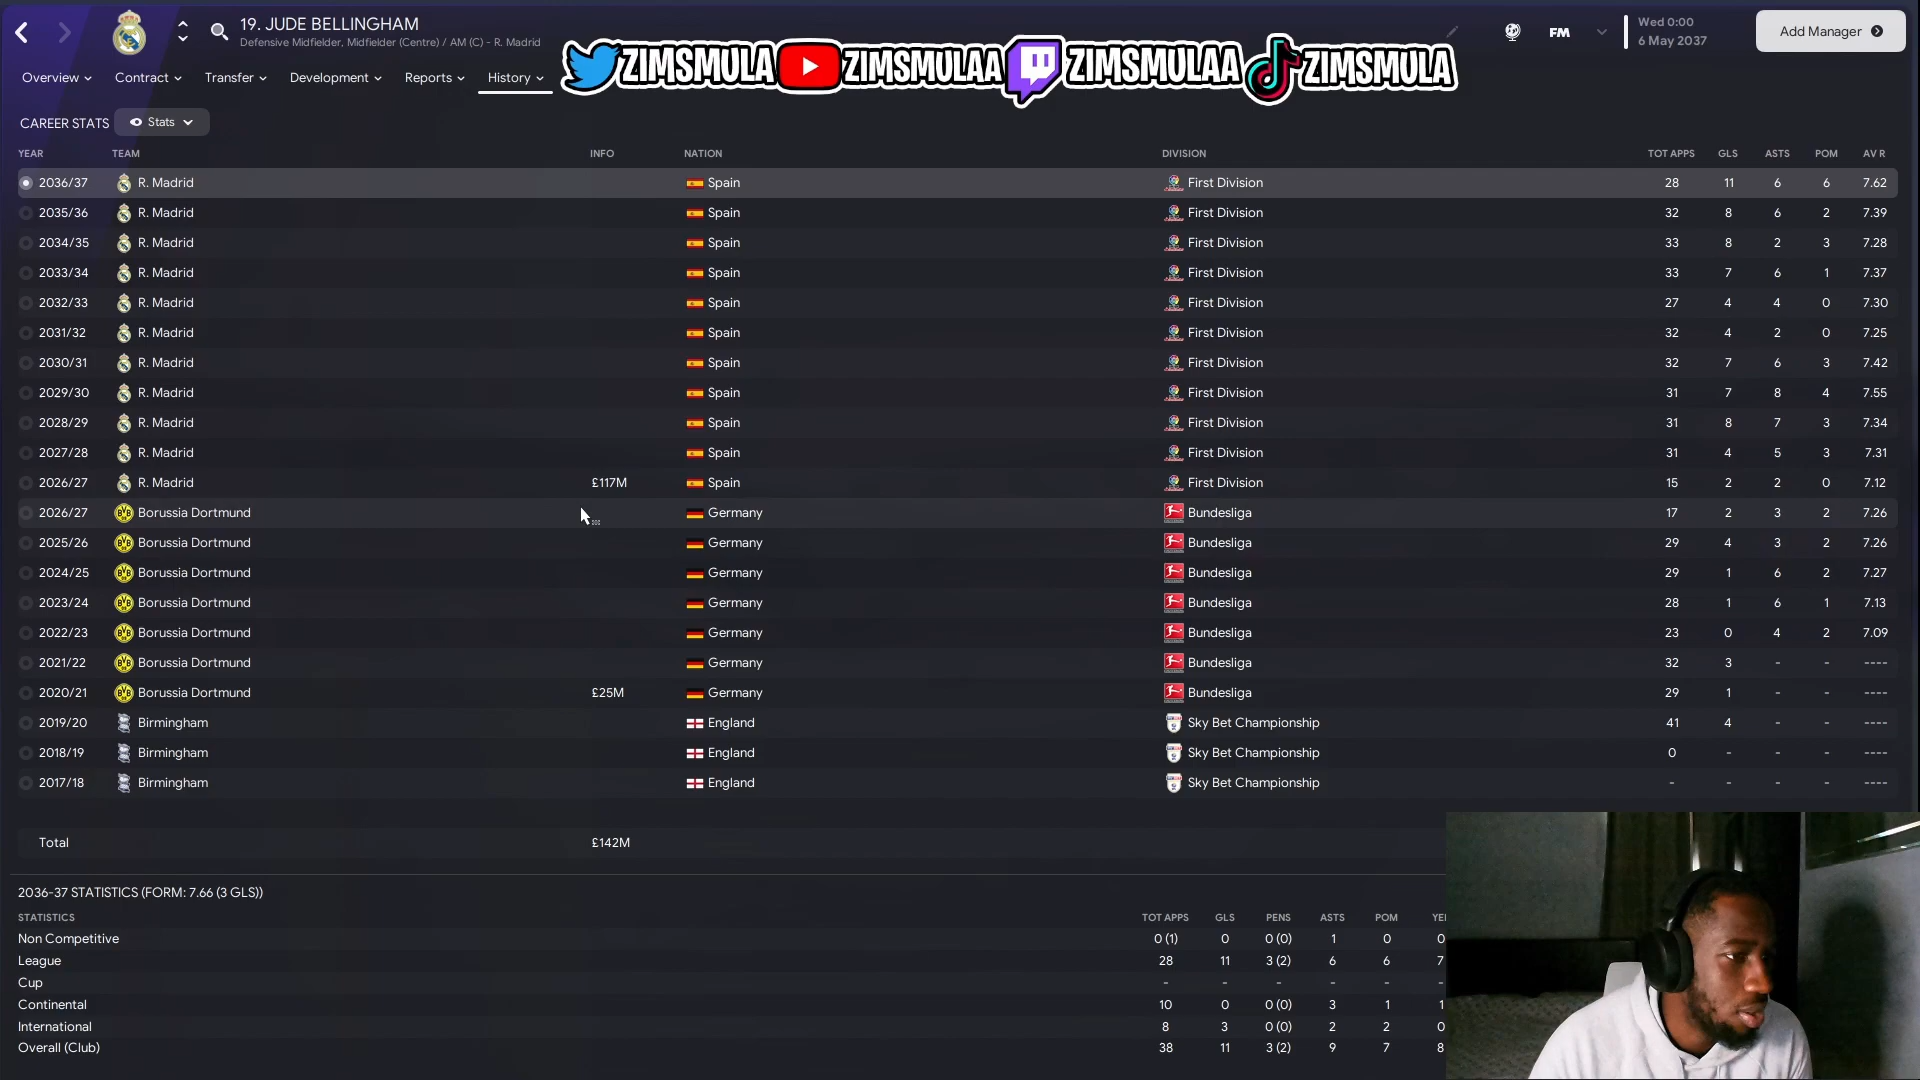 19. JUDE BELLINGHAM
Defensive Midfielder, Midfielder (Centre) / AM (C) - R. Madrid
FM
Wed 0:00
6 May 2037
Add Manager
ZIMSMULA ZIMSMULAA ZIMSMULAA ZIMSMULA
Overview Contract Transfer Development Reports History
CAREER STATS Stats
YEAR TEAM INFO NATION DIVISION TOT APPS GLS ASTS POM AV R
2036/37 R. Madrid Spain First Division 28 11 6 6 7.62
2035/36 R. Madrid Spain First Division 32 8 6 2 7.39
2034/35 R. Madrid Spain First Division 33 8 2 3 7.28
2033/34 R. Madrid Spain First Division 33 7 6 1 7.37
2032/33 R. Madrid Spain First Division 27 4 4 0 7.30
2031/32 R. Madrid Spain First Division 32 4 2 0 7.25
2030/31 R. Madrid Spain First Division 32 7 6 3 7.42
2029/30 R. Madrid Spain First Division 31 7 8 4 7.55
2028/29 R. Madrid Spain First Division 31 8 7 3 7.34
2027/28 R. Madrid Spain First Division 31 4 5 3 7.31
2026/27 R. Madrid £117M Spain First Division 15 2 2 0 7.12
2026/27 Borussia Dortmund Germany Bundesliga 17 2 3 2 7.26
2025/26 Borussia Dortmund Germany Bundesliga 29 4 3 2 7.26
2024/25 Borussia Dortmund Germany Bundesliga 29 1 6 2 7.27
2023/24 Borussia Dortmund Germany Bundesliga 28 1 6 1 7.13
2022/23 Borussia Dortmund Germany Bundesliga 23 0 4 2 7.09
2021/22 Borussia Dortmund Germany Bundesliga 32 3 - - ----
2020/21 Borussia Dortmund £25M Germany Bundesliga 29 1 - - ----
2019/20 Birmingham England Sky Bet Championship 41 4 - - ----
2018/19 Birmingham England Sky Bet Championship 0 - - - ----
2017/18 Birmingham England Sky Bet Championship - - - - ----
Total £142M
2036-37 STATISTICS (FORM: 7.66 (3 GLS))
STATISTICS TOT APPS GLS PENS ASTS POM YE
Non Competitive 0 (1) 0 0 (0) 1 0 0
League 28 11 3 (2) 6 6 7
Cup - - - - - -
Continental 10 0 0 (0) 3 1 1
International 8 3 0 (0) 2 2 0
Overall (Club) 38 11 3 (2) 9 7 8